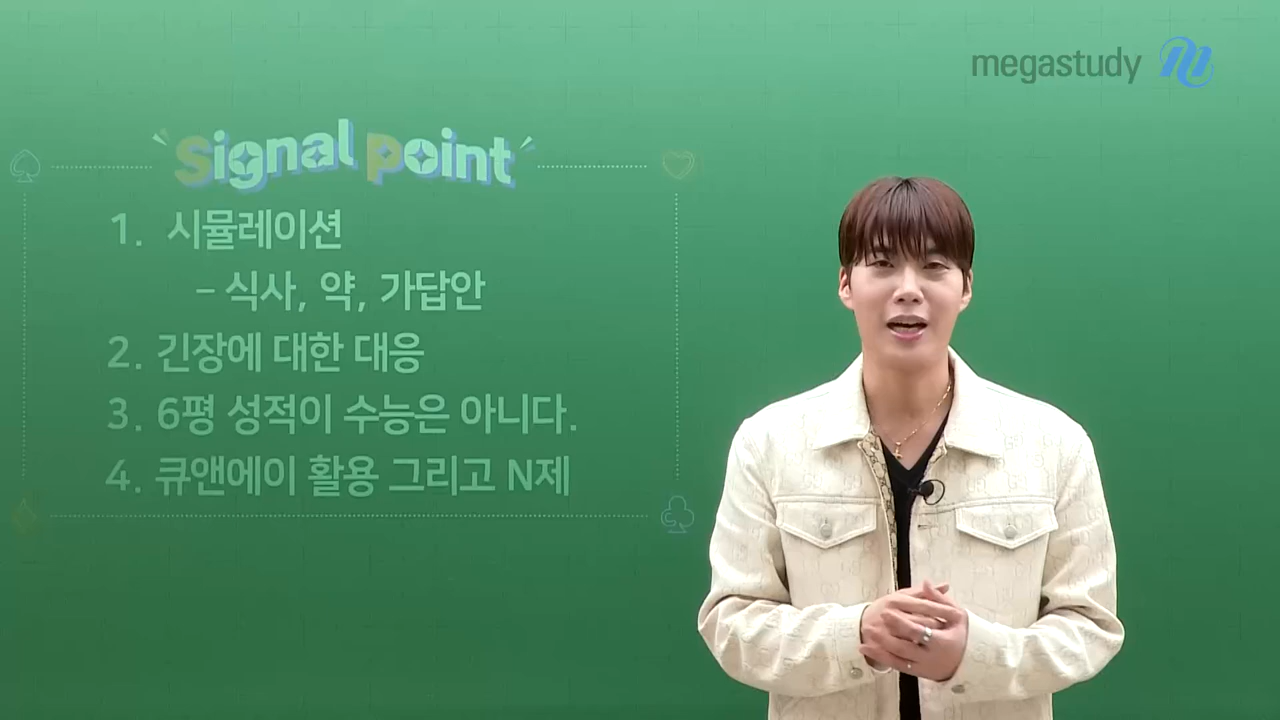 megastudy
Signal Point
1. 시뮬레이션
- 식사, 약, 가답안
2. 긴장에 대한 대응
3. 6평 성적이 수능은 아니다.
4. 큐앤에이 활용 그리고 N제